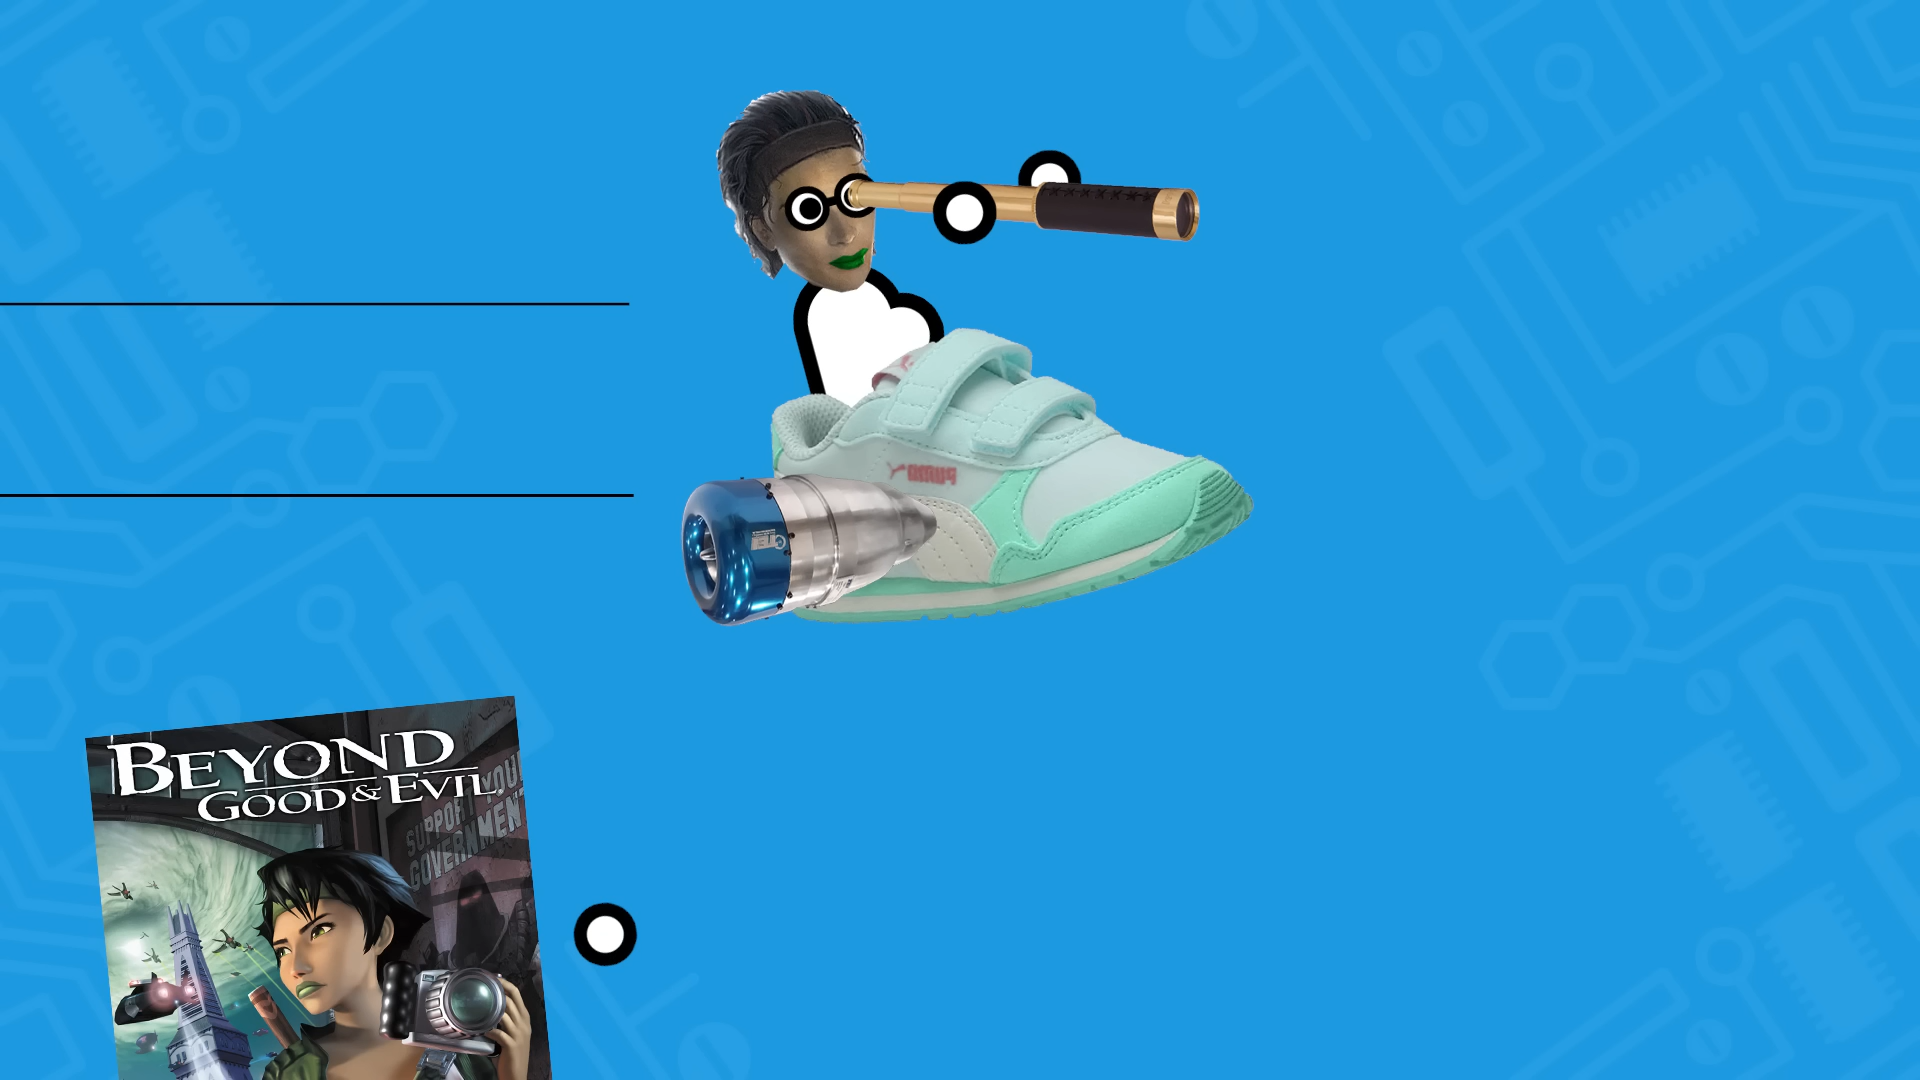 PUMA
BEYOND
GOOD & EVIL
SUPPORT YOUR
GOVERNMENT